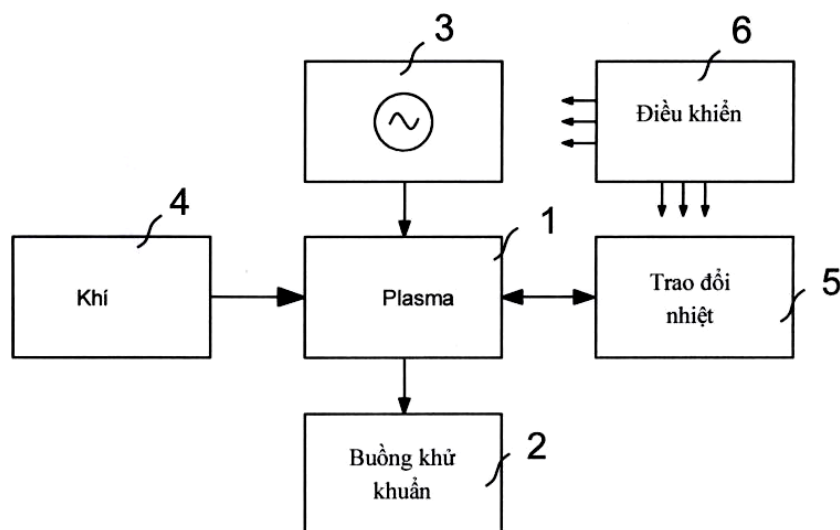 3
6
Điều khiển
4
1
Khí
Plasma
Trao đổi
nhiệt
5
Buồng khử
khuẩn
2